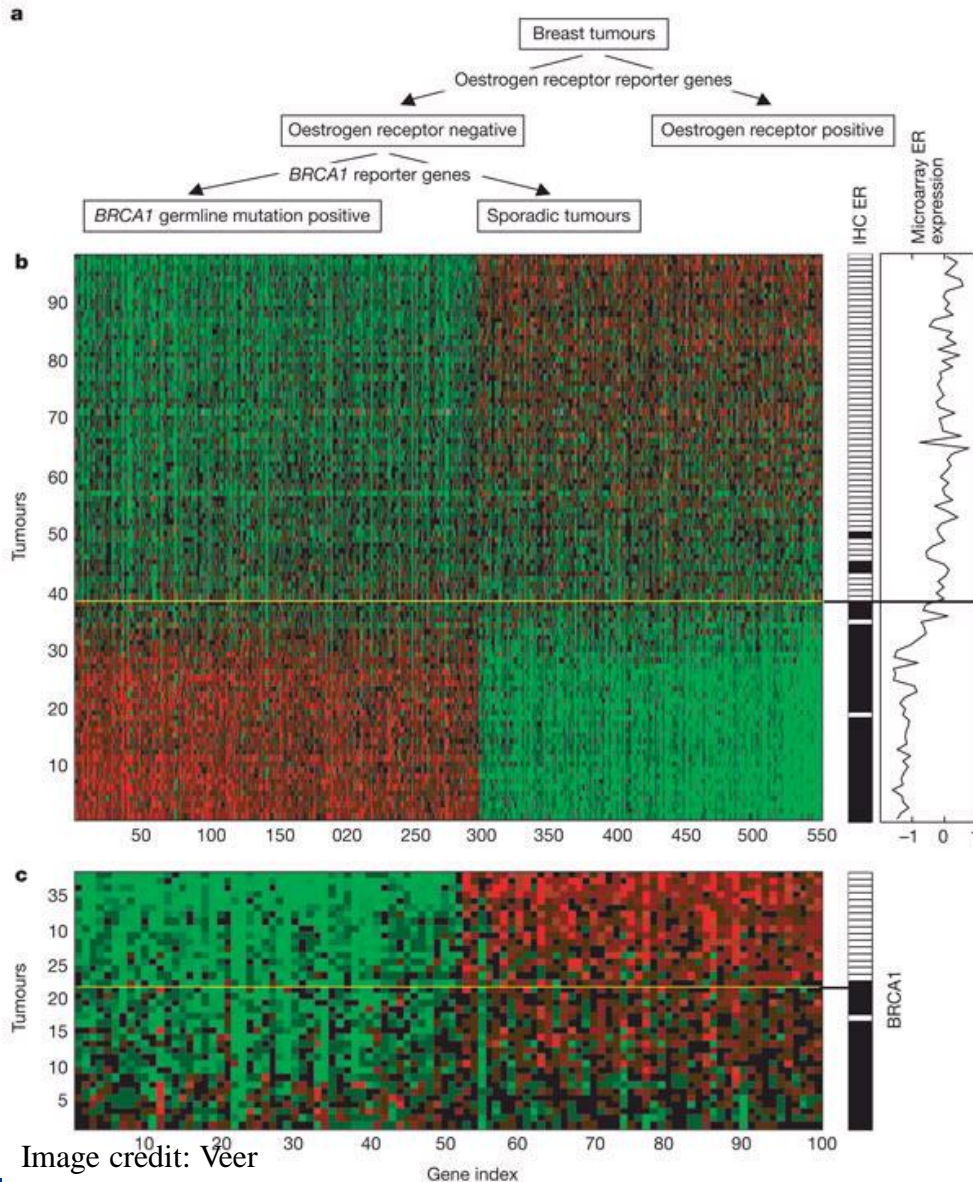 a
Breast tumours
Oestrogen receptor reporter genes
Oestrogen receptor negative
Oestrogen receptor positive
BRCA1 reporter genes
BRCA1 germline mutation positive
Sporadic tumours
IHC ER
Microarray ER
expression
b
90
80
70
60
50
40
30
20
10
Tumours
50 100 150 020 250 300 350 400 450 500 550
−1 0 1
c
35
10
25
20
15
10
5
Tumours
BRCA1
10 20 30 40 50 60 70 80 90 100
Gene index
Image credit: Veer